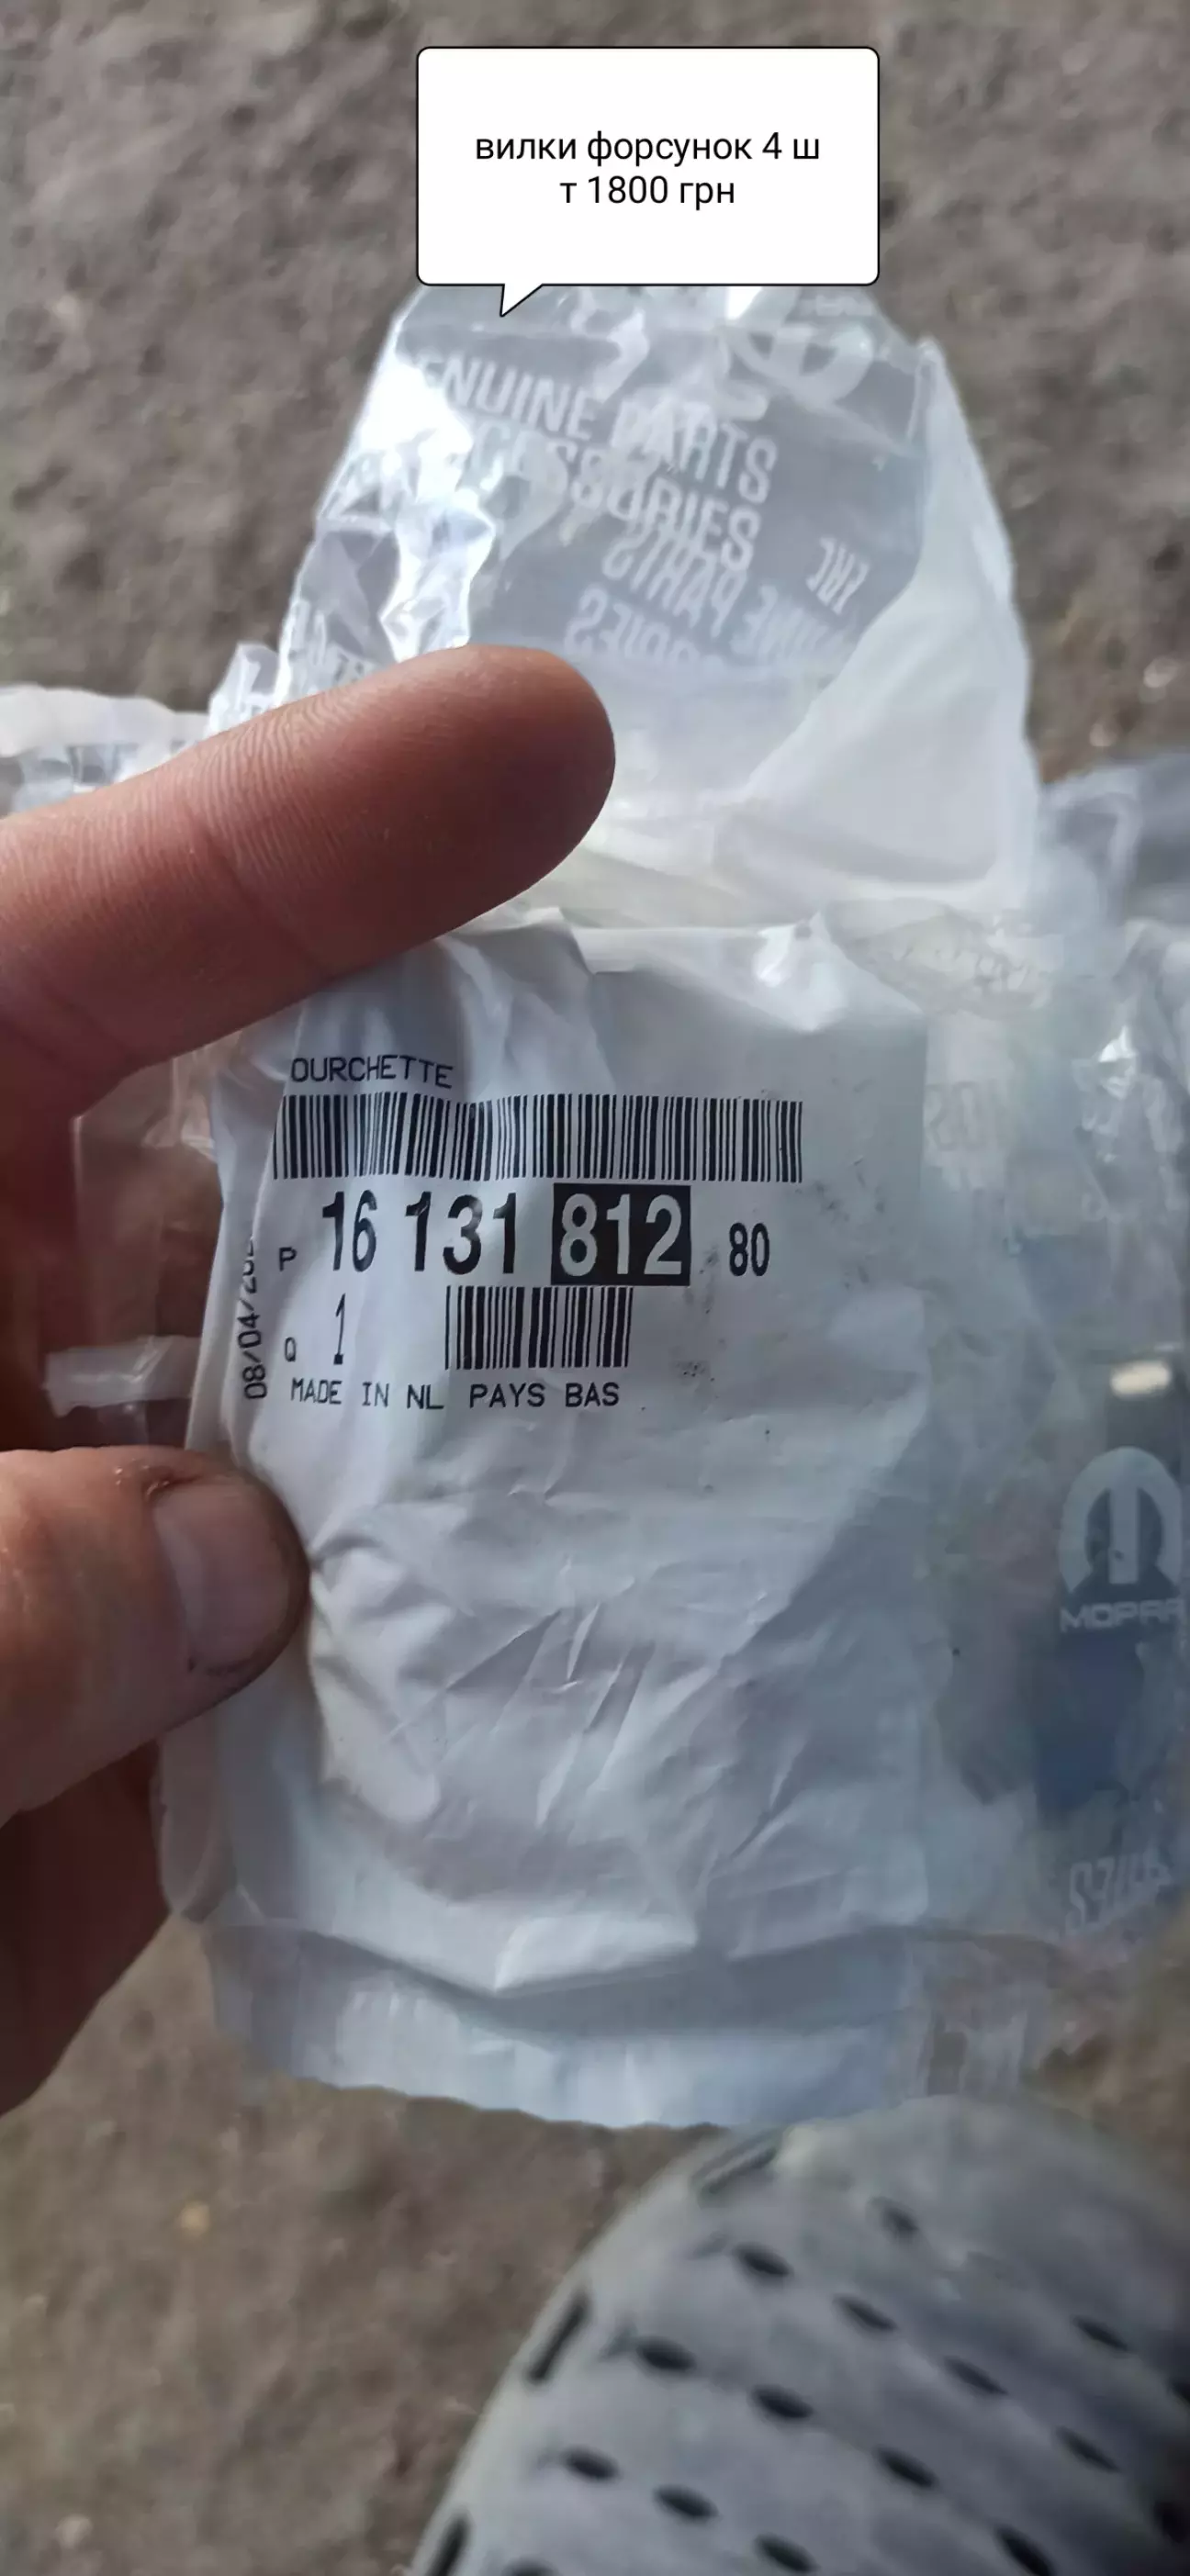 вилки форсунок 4 ш
т 1800 грн
ENUINE PARTS
CCESSORIES
OURCHETTE
P 16 131 812 80
Q 1
MADE IN NL PAYS BAS
MOPAR